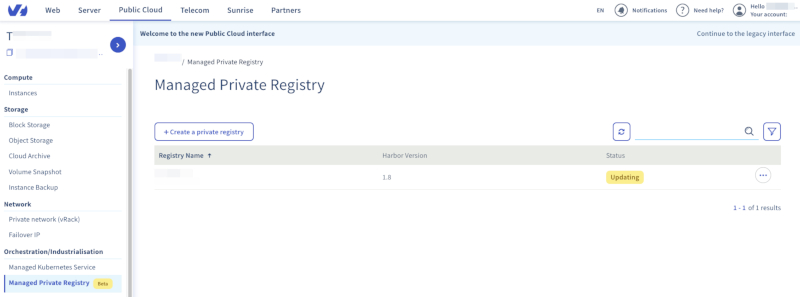 Web Server Public Cloud Telecom Sunrise Partners EN Notifications Need help? Hello
Your account:
Welcome to the new Public Cloud interface Continue to the legacy interface
T
..
/ Managed Private Registry
Managed Private Registry
Compute
Instances
Storage
Block Storage
Object Storage
Cloud Archive
Volume Snapshot
Instance Backup
Network
Private network (vRack)
Failover IP
Orchestration/Industrialisation
Managed Kubernetes Service
Managed Private Registry Beta
+ Create a private registry
Registry Name ↑ Harbor Version Status
1.8 Updating ...
1 - 1 of 1 results